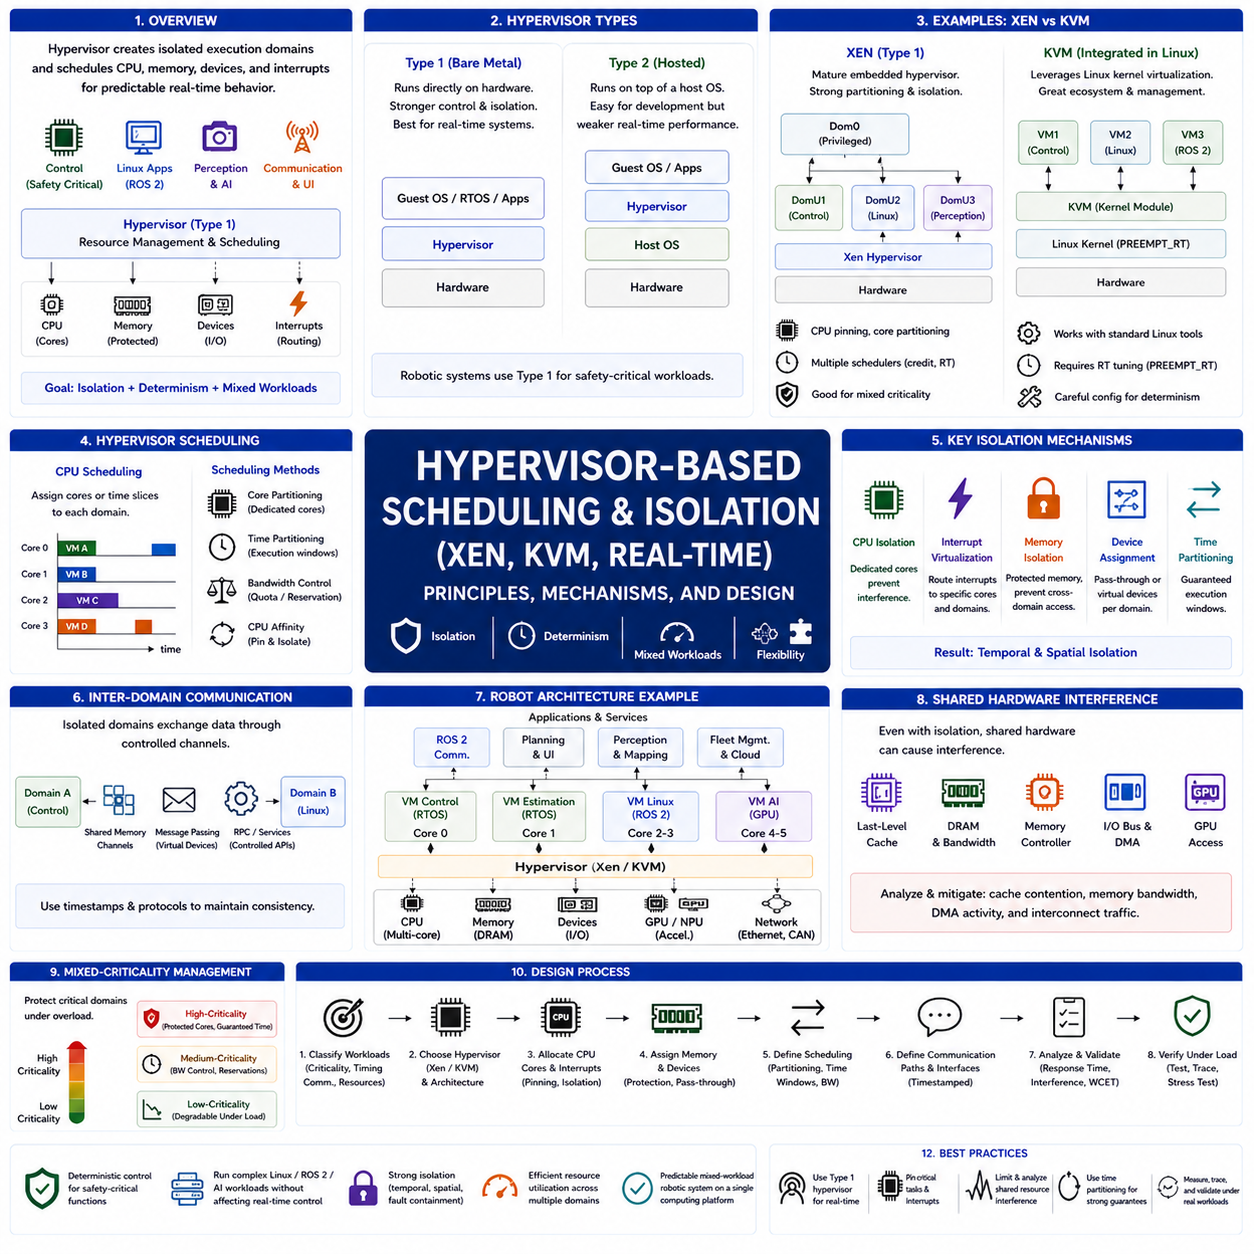 1. OVERVIEW
Hypervisor creates isolated execution domains
and schedules CPU, memory, devices, and interrupts
for predictable real-time behavior.
Control
(Safety Critical)
Linux Apps
(ROS 2)
Perception
& AI
Communication
& UI
Hypervisor (Type 1)
Resource Management & Scheduling
CPU
(Cores)
Memory
(Protected)
Devices
(I/O)
Interrupts
(Routing)
Goal: Isolation + Determinism + Mixed Workloads
2. HYPERVISOR TYPES
Type 1 (Bare Metal)
Runs directly on hardware.
Stronger control & isolation.
Best for real-time systems.
Guest OS / RTOS / Apps
Hypervisor
Hardware
Type 2 (Hosted)
Runs on top of a host OS.
Easy for development but
weaker real-time performance.
Guest OS / Apps
Hypervisor
Host OS
Hardware
Robotic systems use Type 1 for safety-critical workloads.
3. EXAMPLES: XEN vs KVM
XEN (Type 1)
Mature embedded hypervisor.
Strong partitioning & isolation.
Dom0
(Privileged)
DomU1
(Control)
DomU2
(Linux)
DomU3
(Perception)
Xen Hypervisor
Hardware
CPU pinning, core partitioning
Multiple schedulers (credit, RT)
Good for mixed criticality
KVM (Integrated in Linux)
Leverages Linux kernel virtualization.
Great ecosystem & management.
VM1
(Control)
VM2
(Linux)
VM3
(ROS 2)
KVM (Kernel Module)
Linux Kernel (PREEMPT_RT)
Hardware
Works with standard Linux tools
Requires RT tuning (PREEMPT_RT)
Careful config for determinism
4. HYPERVISOR SCHEDULING
CPU Scheduling
Assign cores or time slices
to each domain.
Core 0
VM A
Core 1
VM B
Core 2
VM C
Core 3
VM D
time
Scheduling Methods
Core Partitioning
(Dedicated cores)
Time Partitioning
(Execution windows)
Bandwidth Control
(Quota / Reservation)
CPU Affinity
(Pin & Isolate)
HYPERVISOR-BASED
SCHEDULING & ISOLATION
(XEN, KVM, REAL-TIME)
PRINCIPLES, MECHANISMS, AND DESIGN
Isolation
Determinism
Mixed Workloads
Flexibility
5. KEY ISOLATION MECHANISMS
CPU Isolation
Dedicated cores
prevent
interference.
Interrupt
Virtualization
Route interrupts
to specific cores
and domains.
Memory
Isolation
Protected memory,
prevent cross-
domain access.
Device
Assignment
Pass-through or
virtual devices
per domain.
Time
Partitioning
Guaranteed
execution
windows.
Result: Temporal & Spatial Isolation
6. INTER-DOMAIN COMMUNICATION
Isolated domains exchange data through
controlled channels.
Domain A
(Control)
Shared Memory
Channels
Message Passing
(Virtual Devices)
RPC / Services
(Controlled APIs)
Domain B
(Linux)
Use timestamps & protocols to maintain consistency.
7. ROBOT ARCHITECTURE EXAMPLE
Applications & Services
ROS 2
Comm.
Planning
& UI
Perception
& Mapping
Fleet Mgmt.
& Cloud
VM Control
(RTOS)
Core 0
VM Estimation
(RTOS)
Core 1
VM Linux
(ROS 2)
Core 2-3
VM AI
(GPU)
Core 4-5
Hypervisor (Xen / KVM)
CPU
(Multi-core)
Memory
(DRAM)
Devices
(I/O)
GPU
GPU / NPU
(Accel.)
Network
(Ethernet, CAN)
8. SHARED HARDWARE INTERFERENCE
Even with isolation, shared hardware
can cause interference.
Last-Level
Cache
DRAM
& Bandwidth
Memory
Controller
I/O Bus &
DMA
GPU
GPU
Access
Analyze & mitigate: cache contention, memory bandwidth,
DMA activity, and interconnect traffic.
9. MIXED-CRITICALITY MANAGEMENT
Protect critical domains
under overload.
High
Criticality
Low
Criticality
High-Criticality
(Protected Cores, Guaranteed Time)
Medium-Criticality
(BW Control, Reservations)
Low-Criticality
(Degradable Under Load)
10. DESIGN PROCESS
1. Classify Workloads
(Criticality, Timing
Comm., Resources)
2. Choose Hypervisor
(Xen / KVM)
& Architecture
CPU
3. Allocate CPU
Cores & Interrupts
(Pinning, Isolation)
4. Assign Memory
& Devices
(Protection, Pass-through)
5. Define Scheduling
(Partitioning, Time
Windows, BW)
6. Define Communication
Paths & Interfaces
(Timestamped)
7. Analyze & Validate
(Response Time,
Interference, WCET)
8. Verify Under Load
(Test, Trace,
Stress Test)
Deterministic control
for safety-critical
functions
Run complex Linux / ROS 2 /
AI workloads without
affecting real-time control
Strong isolation
(temporal, spatial,
fault containment)
Efficient resource
utilization across
multiple domains
Predictable mixed-workload
robotic system on a single
computing platform
12. BEST PRACTICES
Use Type 1
hypervisor
for real-time
Pin critical
tasks &
interrupts
Limit & analyze
shared resource
interference
Use time
partitioning for
strong guarantees
Measure, trace,
and validate under
real workloads